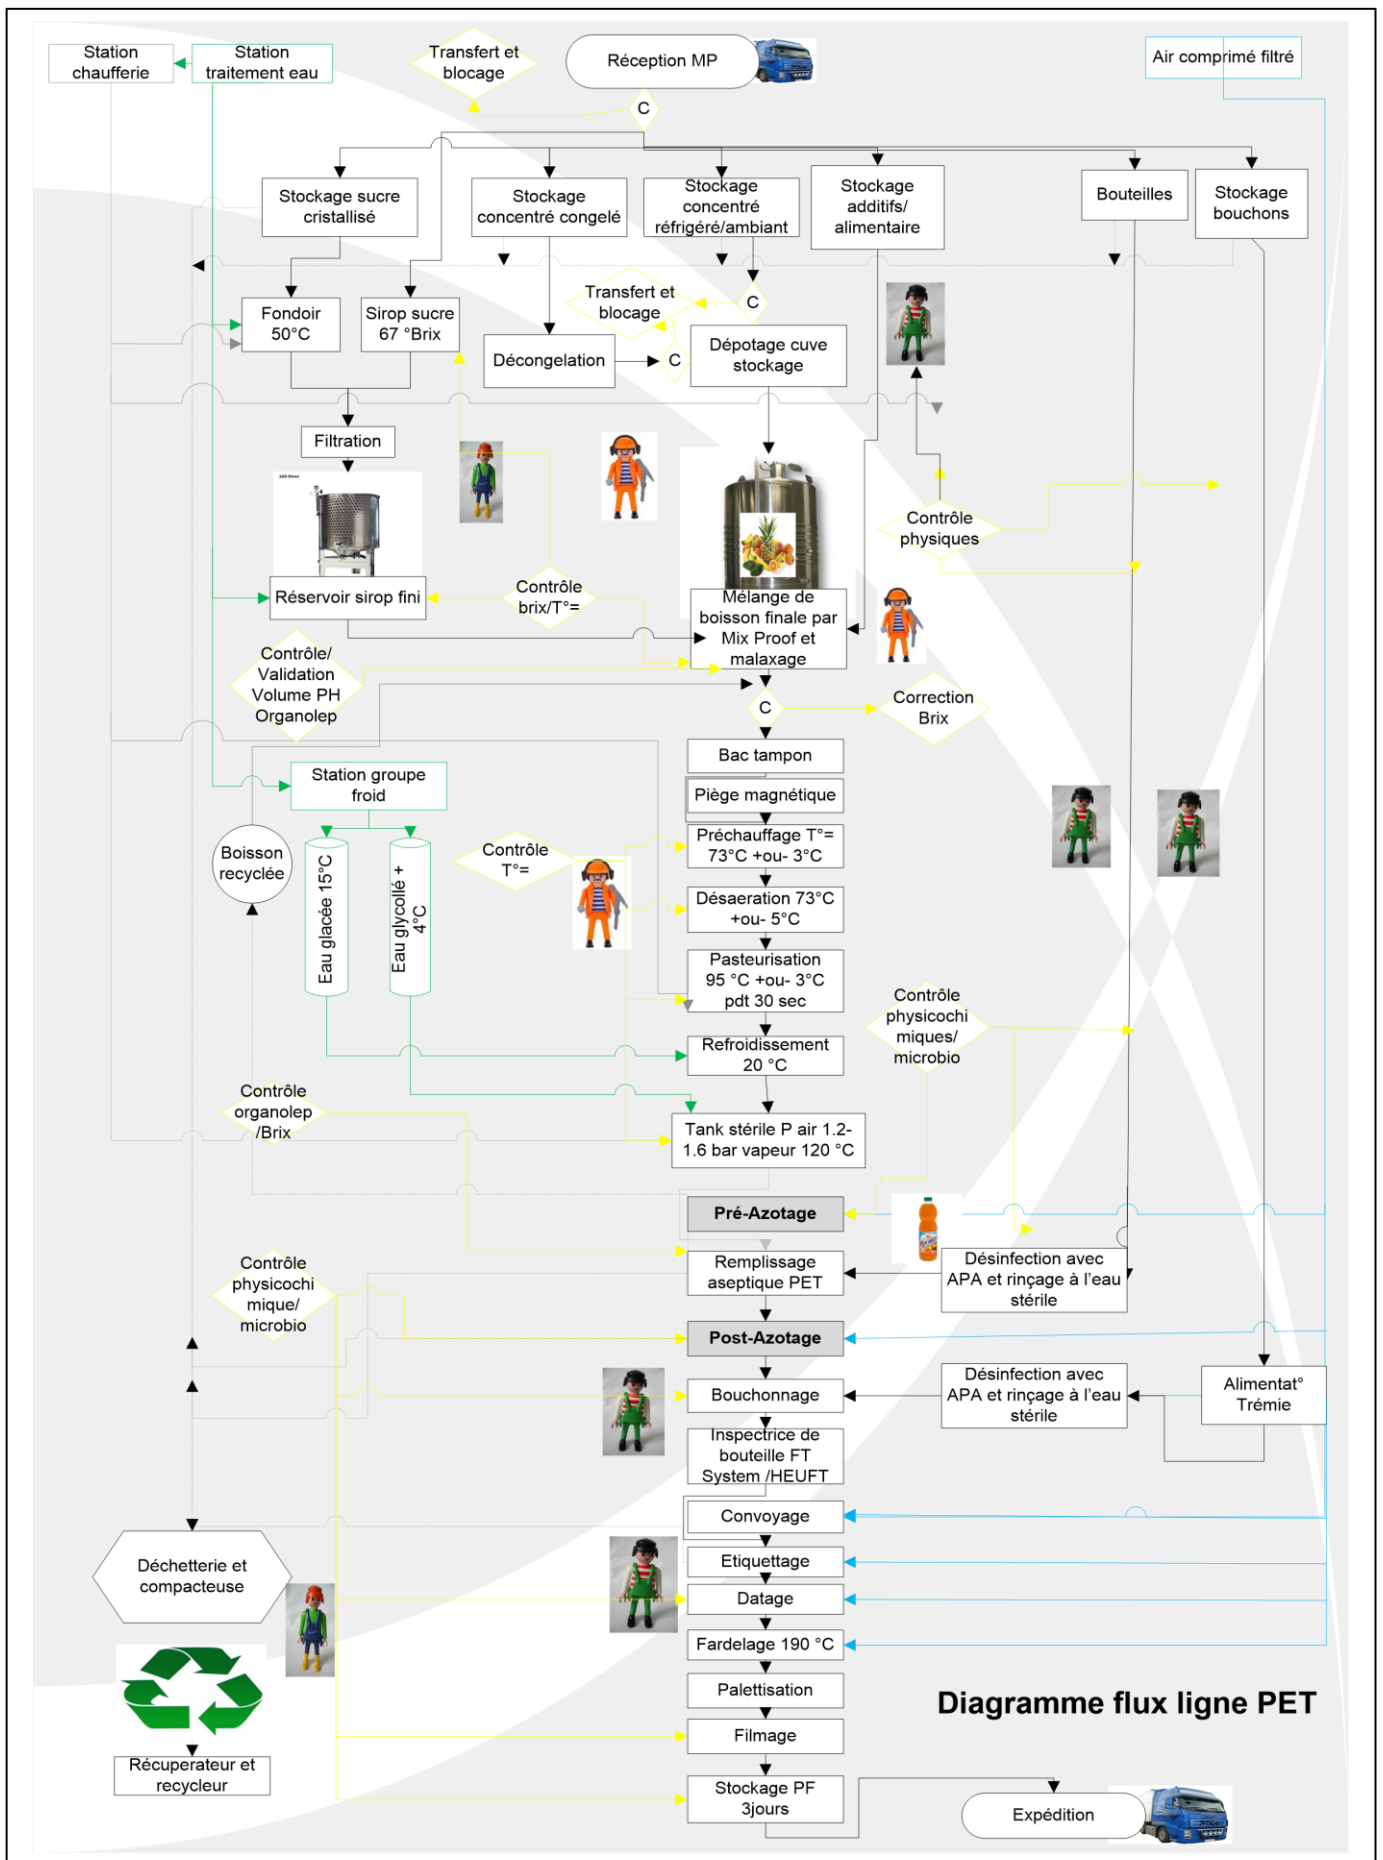 Station
chaufferie
Station
traitement eau
Transfert et
blocage
Réception MP
Air comprimé filtré
C
Stockage sucre
cristallisé
Stockage
concentré congelé
Stockage
concentré
réfrigéré/ambiant
Stockage
additifs/
alimentaire
Bouteilles
Stockage
bouchons
Fondoir
50°C
Sirop sucre
67 °Brix
Transfert et
blocage
C
Décongelation
C
Dépotage cuve
stockage
Filtration
Contrôle
physiques
Réservoir sirop fini
Contrôle
brix/T°=
Mélange de
boisson finale par
Mix Proof et
malaxage
Contrôle/
Validation
Volume PH
Organolep
C
Correction
Brix
Bac tampon
Station groupe
froid
Piège magnétique
Boisson
recyclée
Eau glacée 15°C
Eau glycollé +
4°C
Contrôle
T°=
Préchauffage T°=
73°C +ou- 3°C
Désaeration 73°C
+ou- 5°C
Pasteurisation
95 °C +ou- 3°C
pdt 30 sec
Contrôle
physicochi
miques/
microbio
Refroidissement
20 °C
Contrôle
organolep
/Brix
Tank stérile P air 1.2-
1.6 bar vapeur 120 °C
Pré-Azotage
Contrôle
physicochi
mique/
microbio
Remplissage
aseptique PET
Désinfection avec
APA et rinçage à l’eau
stérile
Post-Azotage
Bouchonnage
Désinfection avec
APA et rinçage à l’eau
stérile
Alimentat°
Trémie
Inspectrice de
bouteille FT
System /HEUFT
Convoyage
Déchetterie et
compacteuse
Etiquettage
Datage
Fardelage 190 °C
Palettisation
Diagramme flux ligne PET
Filmage
Récuperateur et
recycleur
Stockage PF
3jours
Expédition